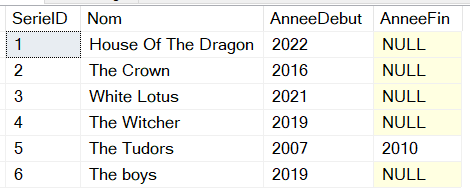 SerieID Nom AnneeDebut AnneeFin
1 House Of The Dragon 2022 NULL
2 The Crown 2016 NULL
3 White Lotus 2021 NULL
4 The Witcher 2019 NULL
5 The Tudors 2007 2010
6 The boys 2019 NULL